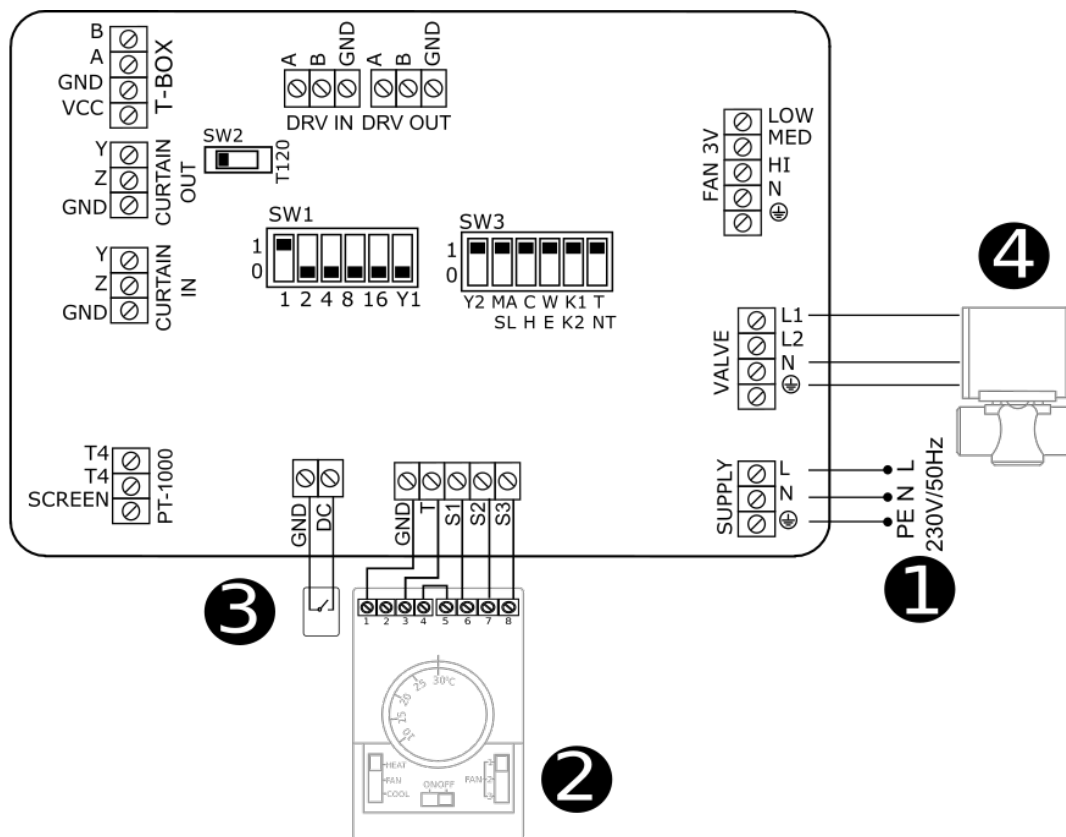 B
A
GND
VCC
T-BOX
A
B
GND
A
B
GND
DRV IN
DRV OUT
LOW
MED
HI
N
FAN 3V
Y
Z
GND
CURTAIN
OUT
SW2
T120
Y
Z
GND
CURTAIN
IN
SW1
1
0
1 2 4 8 16 Y1
SW3
1
0
Y2 MA C W K1 T
SL H E K2 NT
4
L1
L2
N
VALVE
T4
T4
SCREEN
PT-1000
GND
DC
GND
T
S1
S2
S3
L
N
SUPPLY
L
N
PE
230V/50Hz
1
3
1 2 3 4 5 6 7 8
10
15
20
25
30°C
HEAT
FAN
COOL
ONOFF
FAN
1
2
3
2